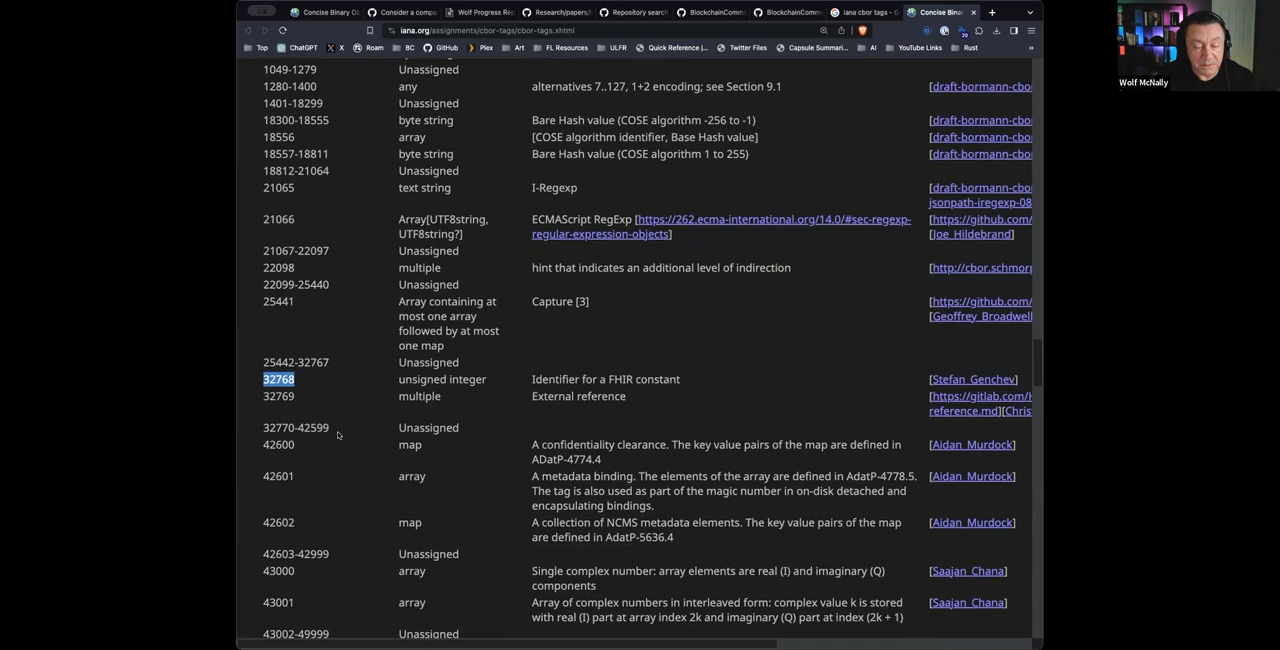 Concise Binary Ob
Consider a compa
Wolf Progress Rep
Research/papers/
Repository search
BlockchainComm
BlockchainComm
iana cbor tags - G
Concise Binar
iana.org/assignments/cbor-tags/cbor-tags.xhtml
Top ChatGPT X Roam BC GitHub Plex Art FL Resources ULFR Quick Reference |... Twitter Files Capsule Summari... AI YouTube Links Rust »
Wolf McNally
1049-1279 Unassigned
1280-1400 any alternatives 7..127, 1+2 encoding; see Section 9.1 [draft-bormann-cbo
1401-18299 Unassigned
18300-18555 byte string Bare Hash value (COSE algorithm -256 to -1) [draft-bormann-cbo
18556 array [COSE algorithm identifier, Base Hash value] [draft-bormann-cbo
18557-18811 byte string Bare Hash value (COSE algorithm 1 to 255) [draft-bormann-cbo
18812-21064 Unassigned
21065 text string I-Regexp [draft-bormann-cbo
jsonpath-iregexp-08
21066 Array[UTF8string, ECMAScript RegExp [https://262.ecma-international.org/14.0/#sec-regexp- [https://github.com/
UTF8string?] regular-expression-objects] [Joe_Hildebrand]
21067-22097 Unassigned
22098 multiple hint that indicates an additional level of indirection [http://cbor.schmorp
22099-25440 Unassigned
25441 Array containing at Capture [3] [https://github.com/
most one array [Geoffrey_Broadwell
followed by at most
one map
25442-32767 Unassigned
32768 unsigned integer Identifier for a FHIR constant [Stefan_Genchev]
32769 multiple External reference [https://gitlab.com/H
reference.md][Chris
32770-42599 Unassigned
42600 map A confidentiality clearance. The key value pairs of the map are defined in [Aidan_Murdock]
ADatP-4774.4
42601 array A metadata binding. The elements of the array are defined in AdatP-4778.5. [Aidan_Murdock]
The tag is also used as part of the magic number in on-disk detached and
encapsulating bindings.
42602 map A collection of NCMS metadata elements. The key value pairs of the map [Aidan_Murdock]
are defined in AdatP-5636.4
42603-42999 Unassigned
43000 array Single complex number: array elements are real (I) and imaginary (Q) [Saajan_Chana]
components
43001 array Array of complex numbers in interleaved form: complex value k is stored [Saajan_Chana]
with real (I) part at array index 2k and imaginary (Q) part at index (2k + 1)
43002-49999 Unassigned